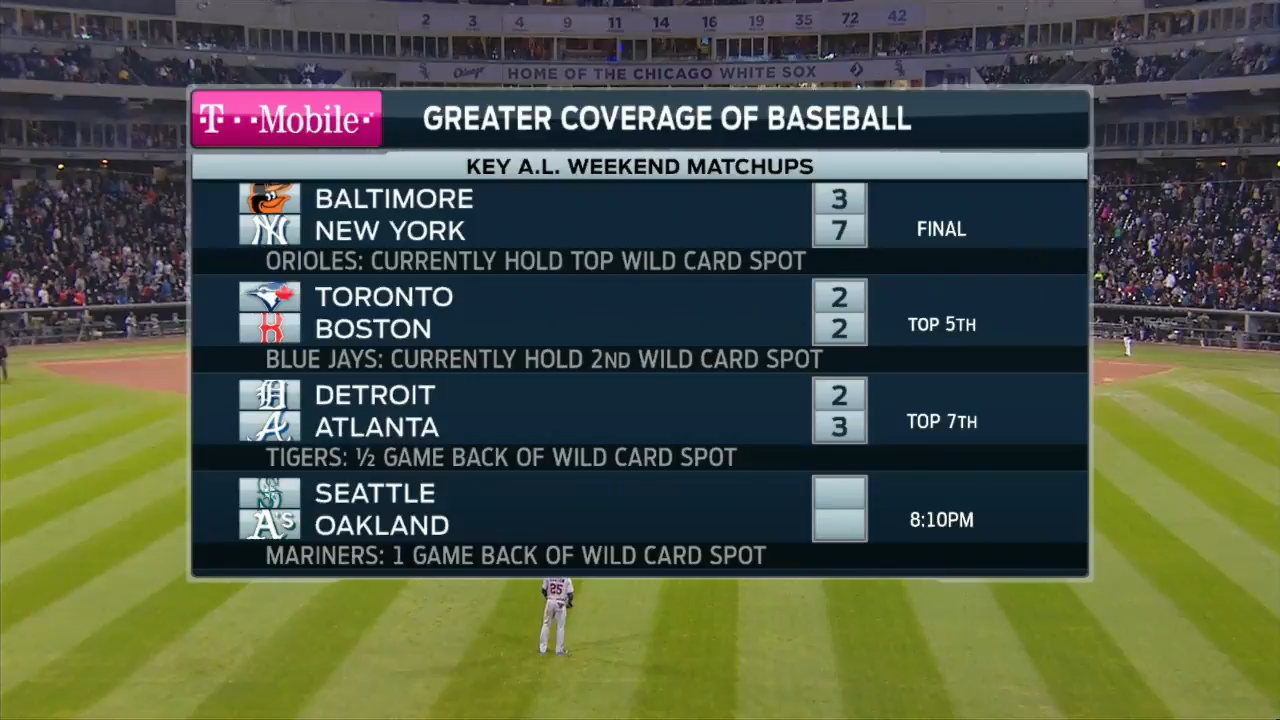 2 3 4 9 11 14 16 19 35 72 42
Chicago HOME OF THE CHICAGO WHITE SOX
T··Mobile· GREATER COVERAGE OF BASEBALL
KEY A.L. WEEKEND MATCHUPS
BALTIMORE 3
NEW YORK 7 FINAL
ORIOLES: CURRENTLY HOLD TOP WILD CARD SPOT
TORONTO 2
B BOSTON 2 TOP 5TH
BLUE JAYS: CURRENTLY HOLD 2ND WILD CARD SPOT
D DETROIT 2
A ATLANTA 3 TOP 7TH
TIGERS: ½ GAME BACK OF WILD CARD SPOT
SEATTLE
A's OAKLAND 8:10PM
MARINERS: 1 GAME BACK OF WILD CARD SPOT
25